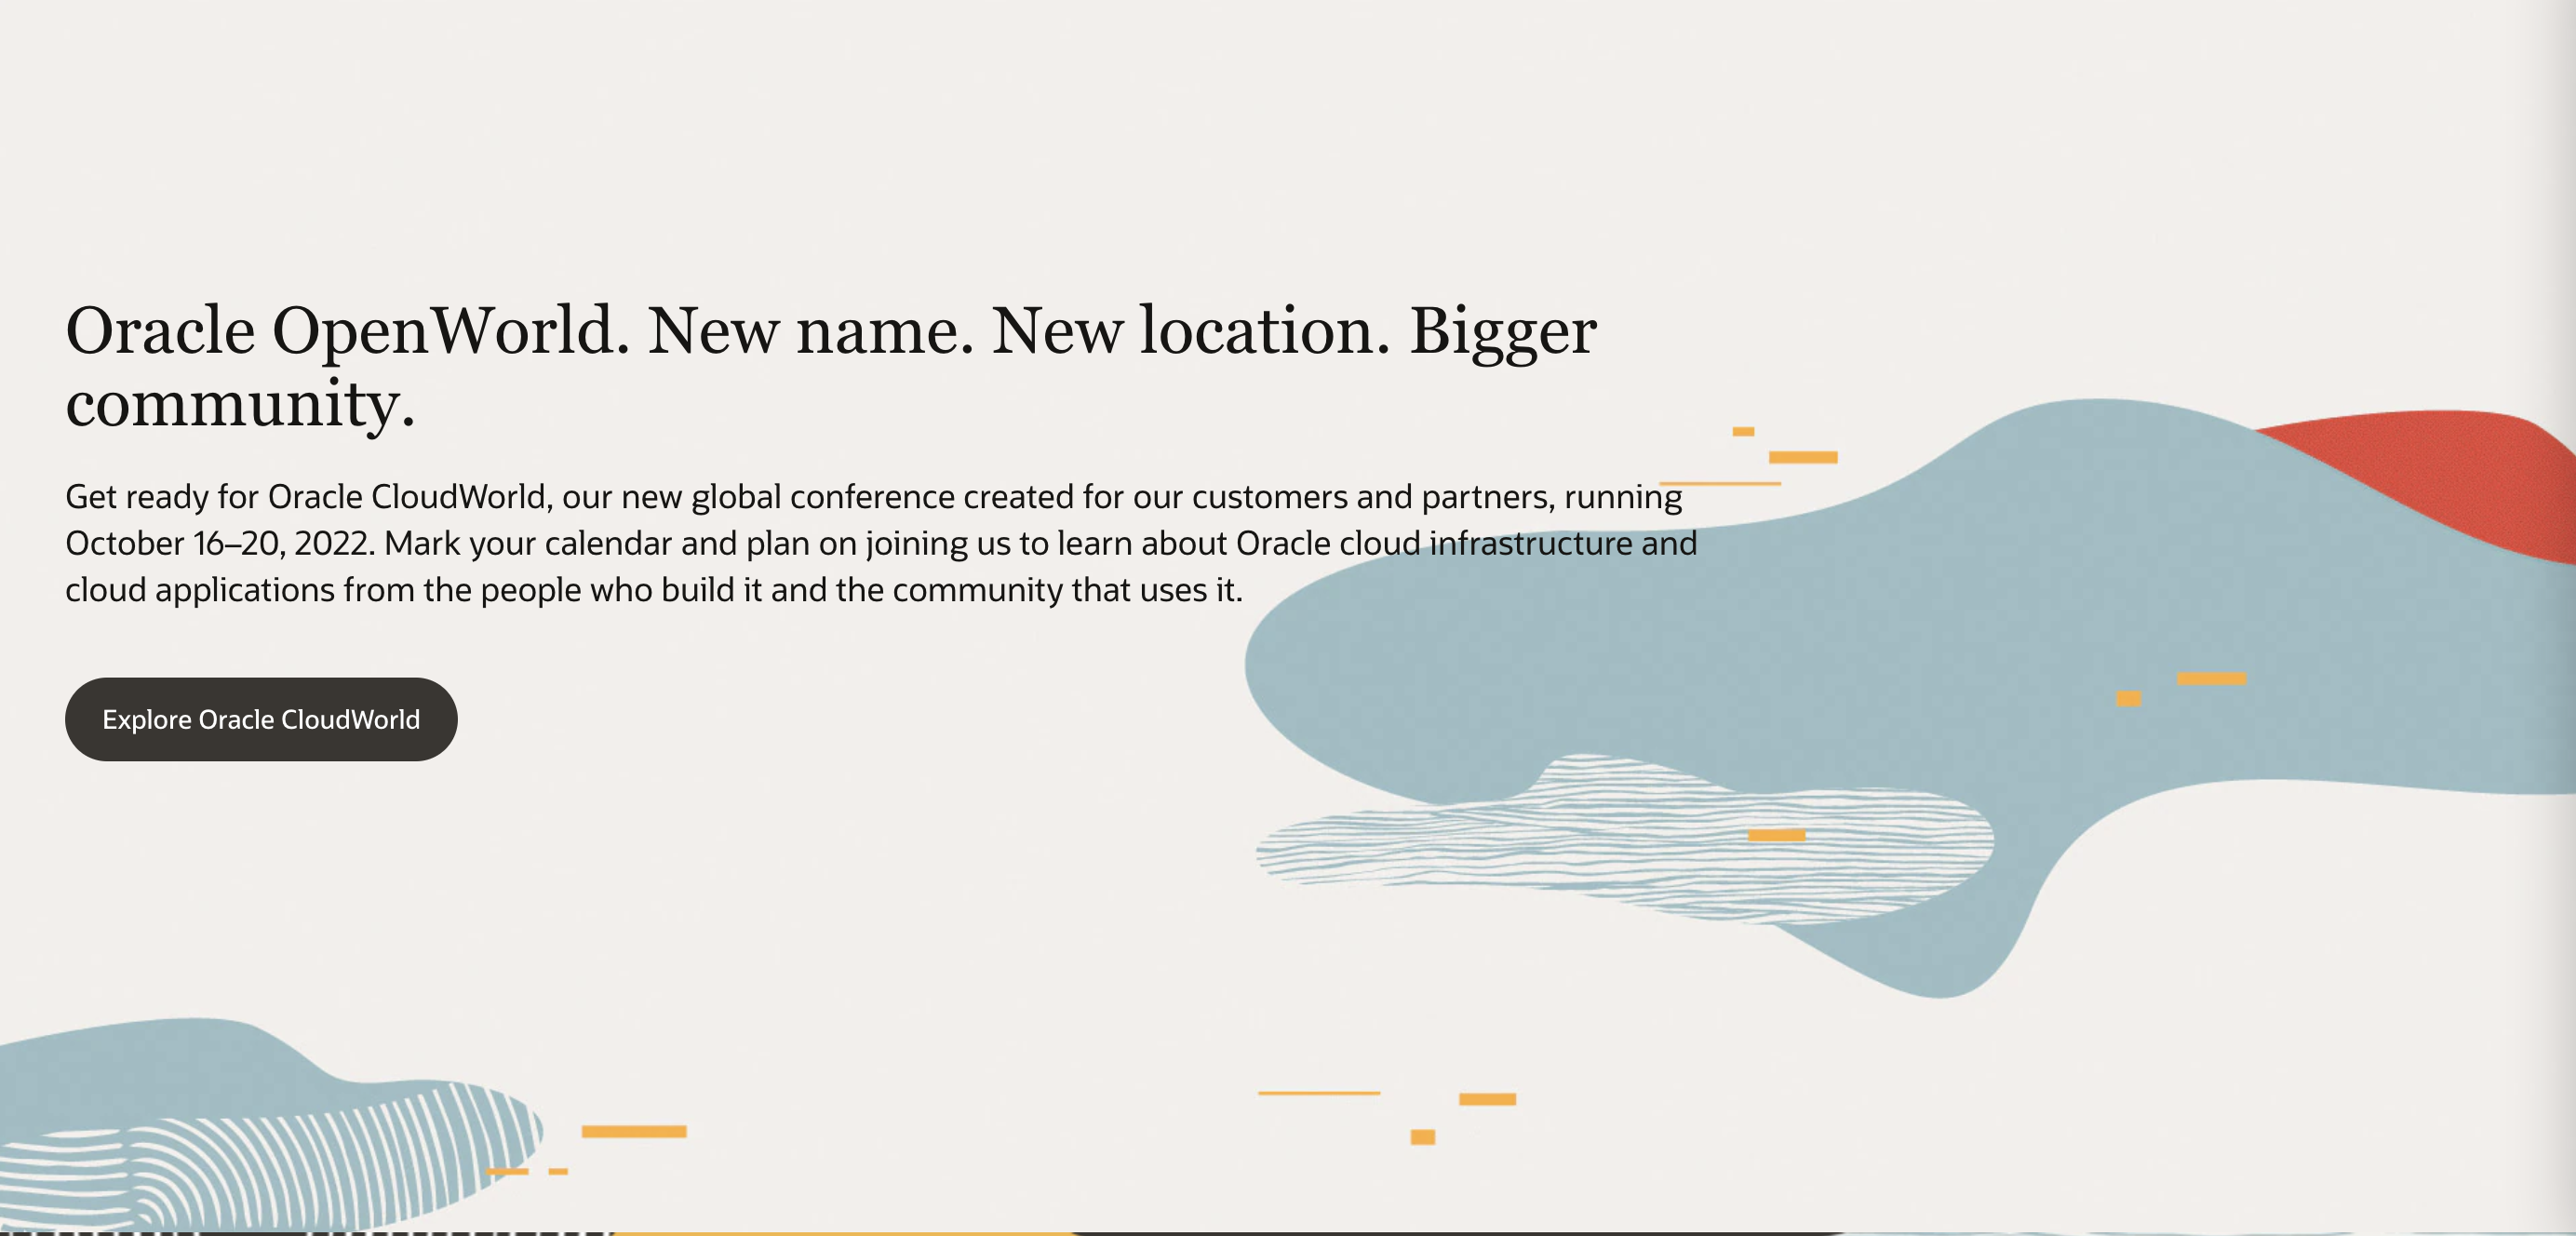 Oracle OpenWorld. New name. New location. Bigger
community.
Get ready for Oracle CloudWorld, our new global conference created for our customers and partners, running
October 16–20, 2022. Mark your calendar and plan on joining us to learn about Oracle cloud infrastructure and
cloud applications from the people who build it and the community that uses it.
Explore Oracle CloudWorld